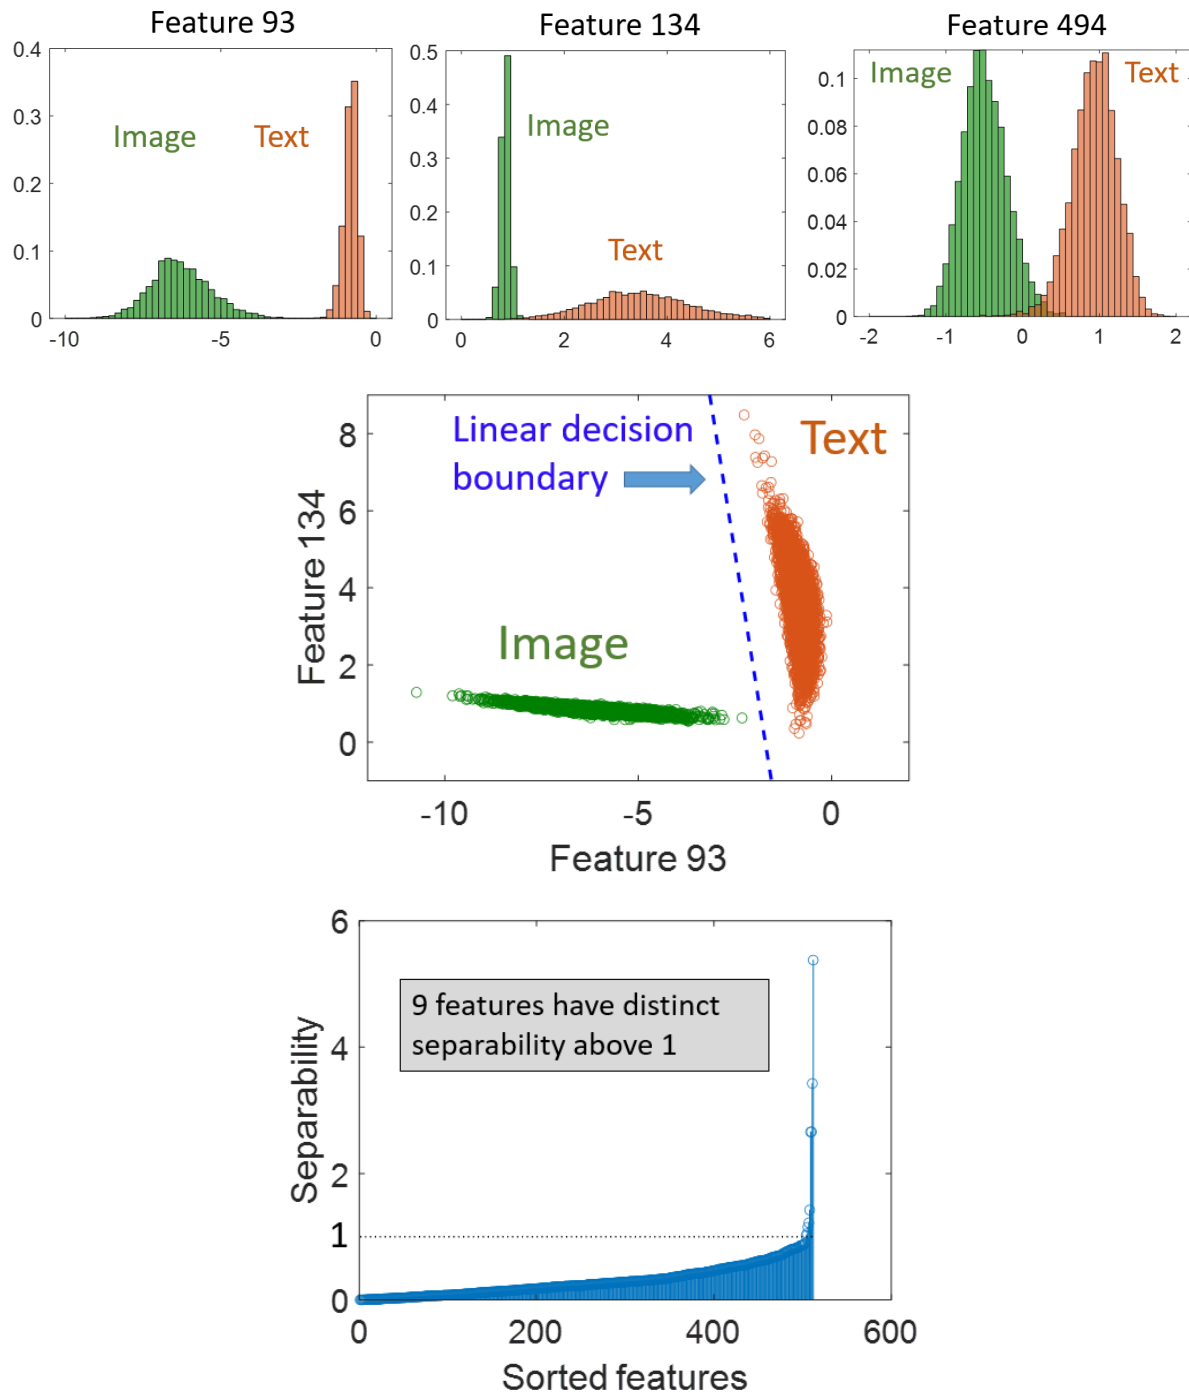 Feature 93
Feature 134
Feature 494
0.4
0.3
0.2
0.1
0
-10
-5
0
Image
Text
0.5
0.4
0.3
0.2
0.1
0
0
2
4
6
Image
Text
0.1
0.08
0.06
0.04
0.02
0
-2
-1
0
1
2
Image
Text
Linear decision
boundary
Text
Image
8
6
4
2
0
Feature 134
-10
-5
0
Feature 93
6
4
2
1
0
Separability
9 features have distinct
separability above 1
0
200
400
600
Sorted features